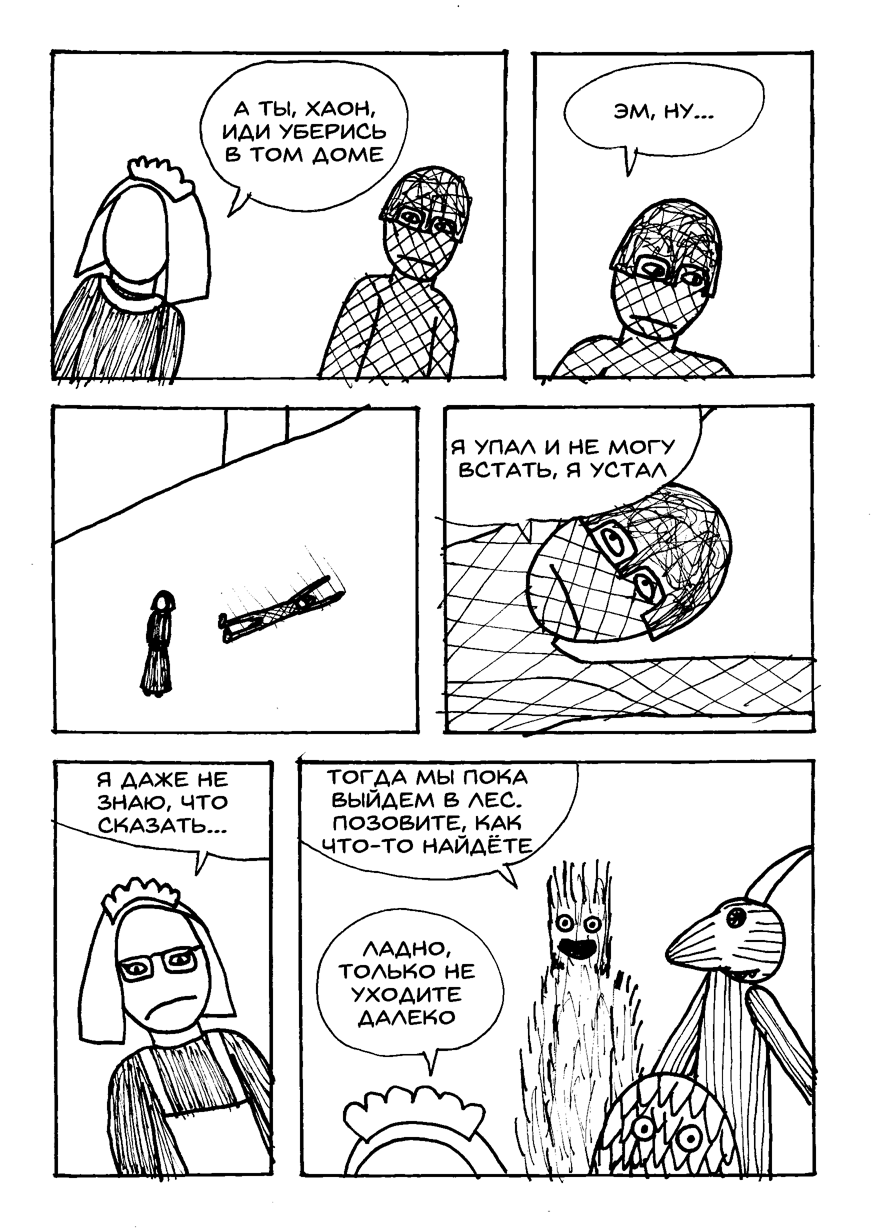 А ТЫ, ХАОН,
ИДИ УБЕРИСЬ
В ТОМ ДОМЕ
ЭМ, НУ...
Я УПАЛ И НЕ МОГУ
ВСТАТЬ, Я УСТАЛ
Я ДАЖЕ НЕ
ЗНАЮ, ЧТО
СКАЗАТЬ...
ТОГДА МЫ ПОКА
ВЫЙДЕМ В ЛЕС.
ПОЗОВИТЕ, КАК
ЧТО-ТО НАЙДЁТЕ
ЛАДНО,
ТОЛЬКО НЕ
УХОДИТЕ
ДАЛЕКО